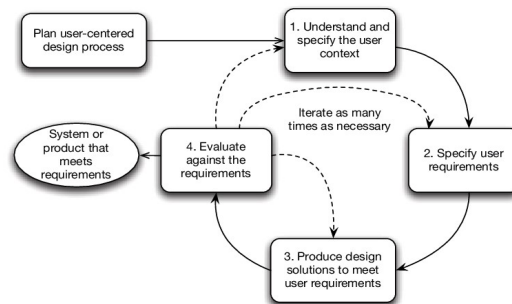 Plan user-centered
design process
1. Understand and
specify the user
context
Iterate as many
times as necessary
System or
product that
meets
requirements
4. Evaluate
against the
requirements
2. Specify user
requirements
3. Produce design
solutions to meet
user requirements